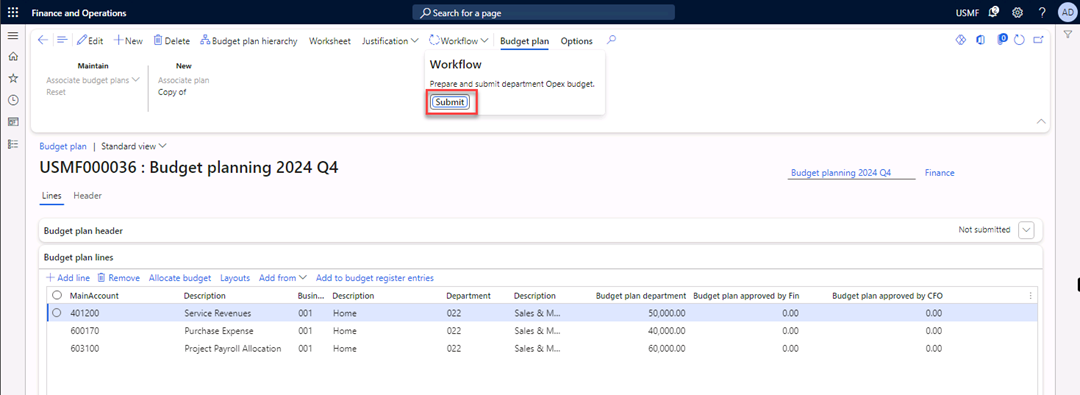 Finance and Operations
Search for a page
USMF
2
?
AD
Edit
New
Delete
Budget plan hierarchy
Worksheet
Justification
Workflow
Budget plan
Options
0
Maintain
Associate budget plans
Reset
New
Associate plan
Copy of
Workflow
Prepare and submit department Opex budget.
Submit
Budget plan | Standard view
USMF000036 : Budget planning 2024 Q4
Budget planning 2024 Q4
Finance
Lines
Header
Budget plan header
Not submitted
Budget plan lines
Add line
Remove
Allocate budget
Layouts
Add from
Add to budget register entries
MainAccount Description Busin... Description Department Description Budget plan department Budget plan approved by Fin Budget plan approved by CFO
401200 Service Revenues 001 Home 022 Sales & M... 50,000.00 0.00 0.00
600170 Purchase Expense 001 Home 022 Sales & M... 40,000.00 0.00 0.00
603100 Project Payroll Allocation 001 Home 022 Sales & M... 60,000.00 0.00 0.00